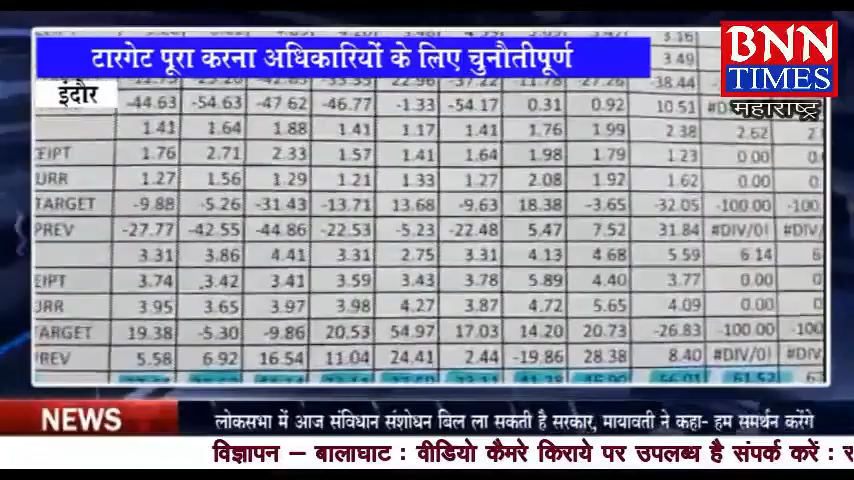 टारगेट पूरा करना अधिकारियों के लिए चुनौतीपूर्ण
BNN
TIMES
महाराष्ट्र
इंदौर
3.16
3.49
-38.44
-44.63 -54.63 -47.62 -46.77 -1.33 -54.17 0.31 0.92 10.51
1.41 1.64 1.88 1.41 1.17 1.41 1.76 1.99 2.38 2.62
EIPT 1.76 2.71 2.33 1.57 1.41 1.64 1.98 1.79 1.23 0.00
URR 1.27 1.56 1.29 1.21 1.33 1.27 2.08 1.92 1.62 0.00
TARGET -9.88 -5.26 -31.43 -13.71 13.68 -9.63 18.38 -3.65 -32.05 -100.00 -100
PREV -27.77 -42.55 -44.86 -22.53 -5.23 -22.48 5.47 7.52 31.84 #DIV/0! #DIV/
3.31 3.86 4.41 3.31 2.75 3.31 4.13 4.68 5.59 6.14
EIPT 3.74 3.42 3.41 3.59 3.43 3.78 5.89 4.40 3.77 0.00
URR 3.95 3.65 3.97 3.98 4.27 3.87 4.72 5.65 4.09 0.00
TARGET 19.38 -5.30 -9.86 20.53 54.97 17.03 14.20 20.73 -26.83 -100.00 -100
PREV 5.58 6.92 16.54 11.04 24.41 2.44 -19.86 28.38 8.40 #DIV/0! #DIV/
NEWS
लोकसभा में आज संविधान संशोधन बिल ला सकती है सरकार, मायावती ने कहा- हम समर्थन करेंगे
विज्ञापन – बालाघाट : वीडियो कैमरे किराये पर उपलब्ध है संपर्क करें :